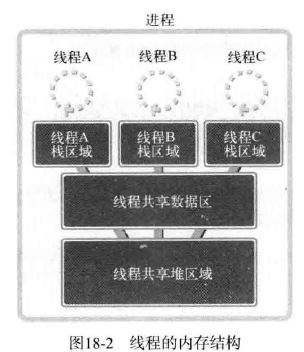 进程
线程A 线程B 线程C
线程A 线程B 线程C
栈区域 栈区域 栈区域
线程共享数据区
线程共享堆区域
图18-2 线程的内存结构